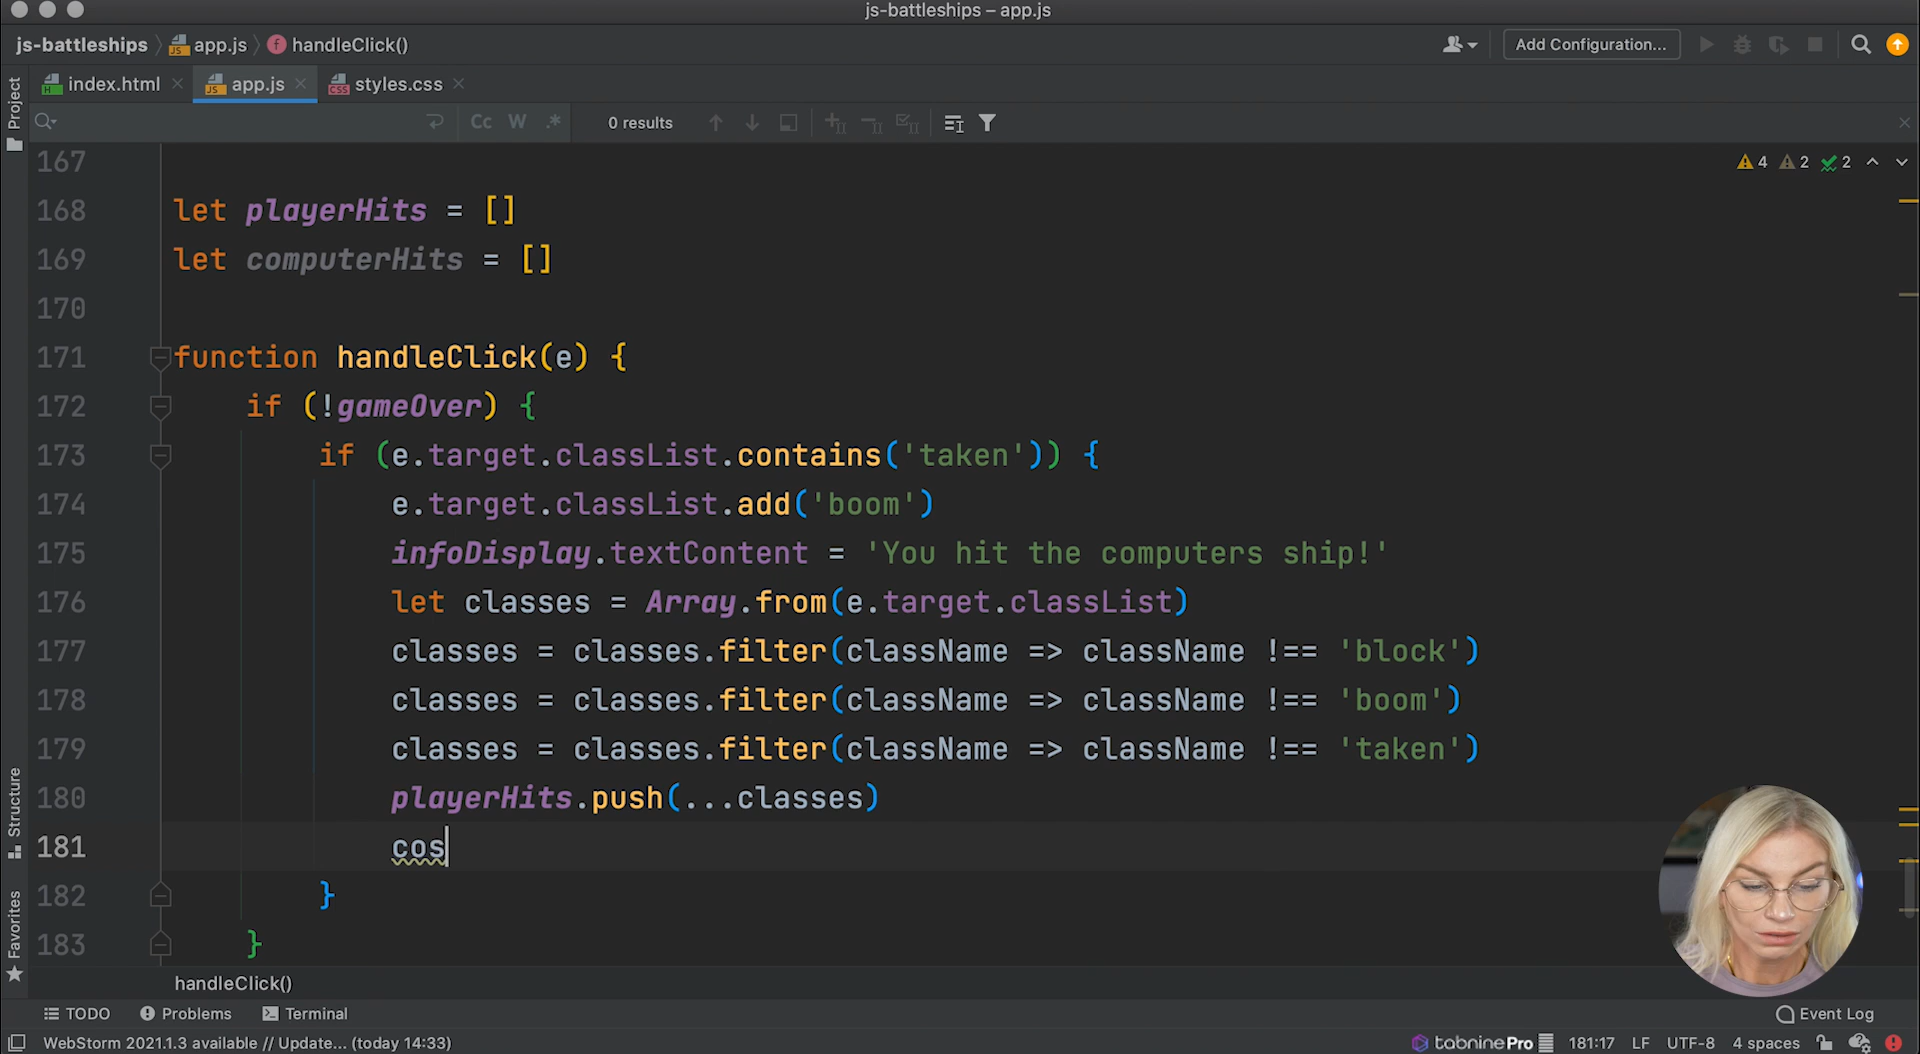 js-battleships – app.js
js-battleships app.js handleClick()
Add Configuration...
index.html app.js styles.css
Cc W .* 0 results
Project
4 2 2
167
168 let playerHits = []
169 let computerHits = []
170
171 function handleClick(e) {
172 if (!gameOver) {
173 if (e.target.classList.contains('taken')) {
174 e.target.classList.add('boom')
175 infoDisplay.textContent = 'You hit the computers ship!'
176 let classes = Array.from(e.target.classList)
177 classes = classes.filter(className => className !== 'block')
178 classes = classes.filter(className => className !== 'boom')
179 classes = classes.filter(className => className !== 'taken')
180 playerHits.push(...classes)
181 cos
182 }
183 }
Structure
Favorites
handleClick()
TODO Problems Terminal Event Log
WebStorm 2021.1.3 available // Update... (today 14:33) tabnine Pro 181:17 LF UTF-8 4 spaces